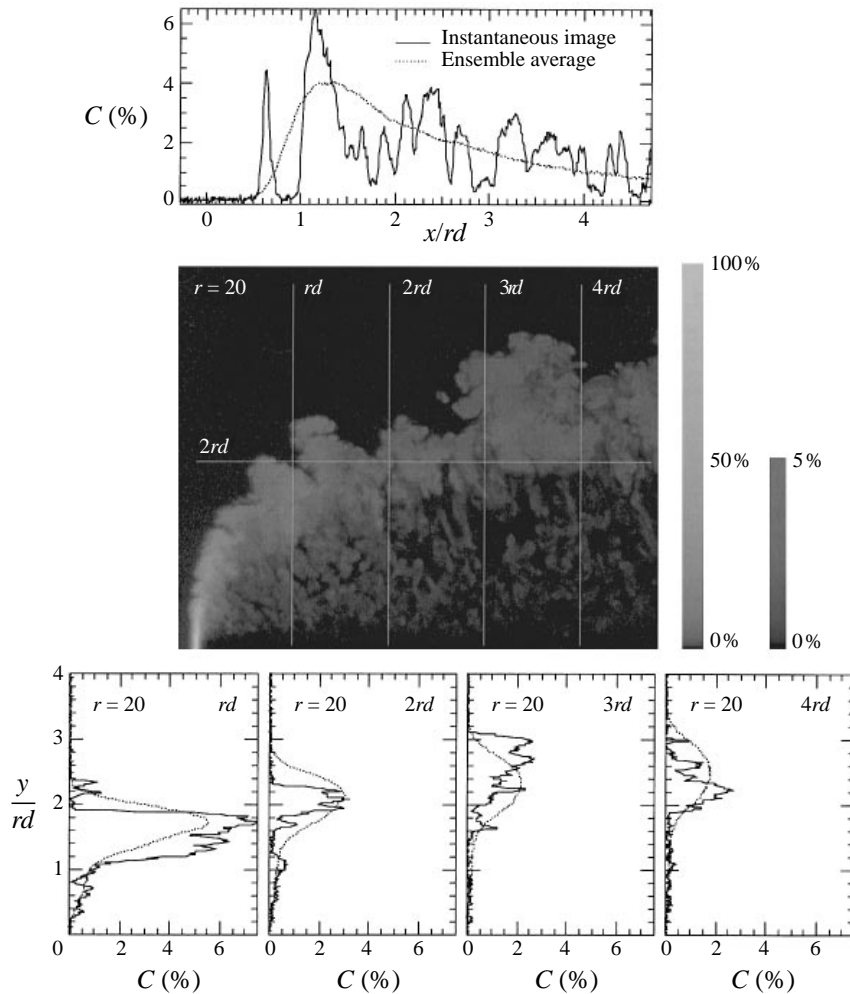 6
4
2
0
C (%)
Instantaneous image
Ensemble average
0 1 2 3 4
x/rd
r = 20 rd 2rd 3rd 4rd
2rd
100%
50%
0%
5%
0%
4
3
2
1
0
y
rd
r = 20 rd
r = 20 2rd
r = 20 3rd
r = 20 4rd
0 2 4 6
0 2 4 6
0 2 4 6
0 2 4 6
C (%)
C (%)
C (%)
C (%)